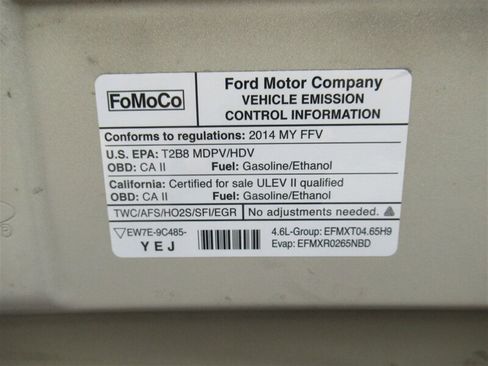 FoMoCo
Ford Motor Company
VEHICLE EMISSION
CONTROL INFORMATION
Conforms to regulations: 2014 MY FFV
U.S. EPA: T2B8 MDPV/HDV
OBD: CA II Fuel: Gasoline/Ethanol
California: Certified for sale ULEV II qualified
OBD: CA II Fuel: Gasoline/Ethanol
TWC/AFS/HO2S/SFI/EGR No adjustments needed.
EW7E-9C485- 4.6L-Group: EFMXT04.65H9
YEJ Evap: EFMXR0265NBD